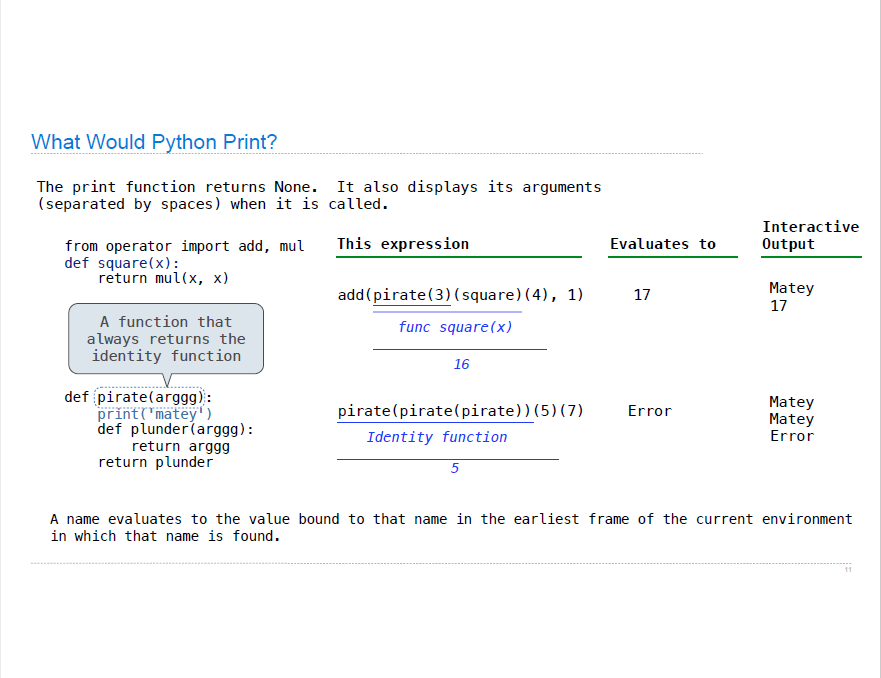 What Would Python Print?
The print function returns None.  It also displays its arguments
(separated by spaces) when it is called.
from operator import add, mul
def square(x):
    return mul(x, x)
A function that
always returns the
identity function
def pirate(arggg):
    print('matey')
    def plunder(arggg):
        return arggg
    return plunder
This expression
add(pirate(3)(square)(4), 1)
func square(x)
16
pirate(pirate(pirate))(5)(7)
Identity function
5
Evaluates to
17
Error
Interactive
Output
Matey
17
Matey
Matey
Error
A name evaluates to the value bound to that name in the earliest frame of the current environment
in which that name is found.
11